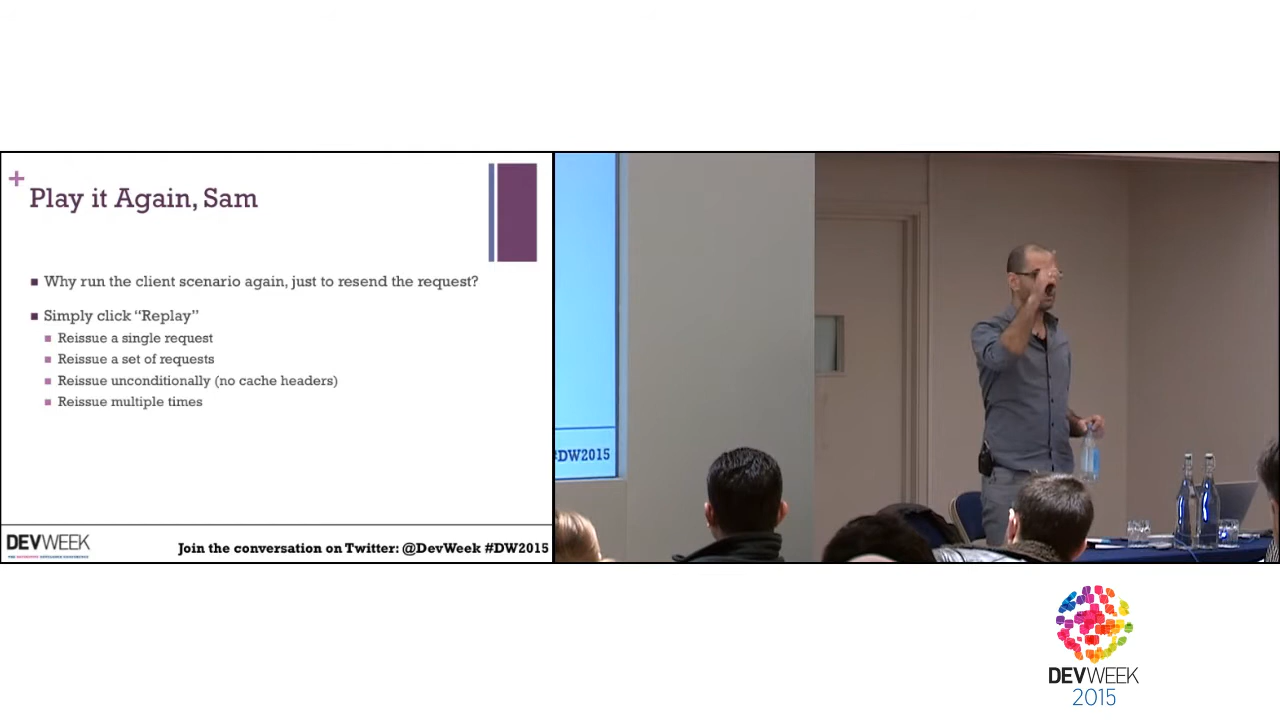 +
Play it Again, Sam
Why run the client scenario again, just to resend the request?
Simply click “Replay”
Reissue a single request
Reissue a set of requests
Reissue unconditionally (no cache headers)
Reissue multiple times
DEVWEEK
Join the conversation on Twitter: @DevWeek #DW2015
#DW2015
DEVWEEK
2015